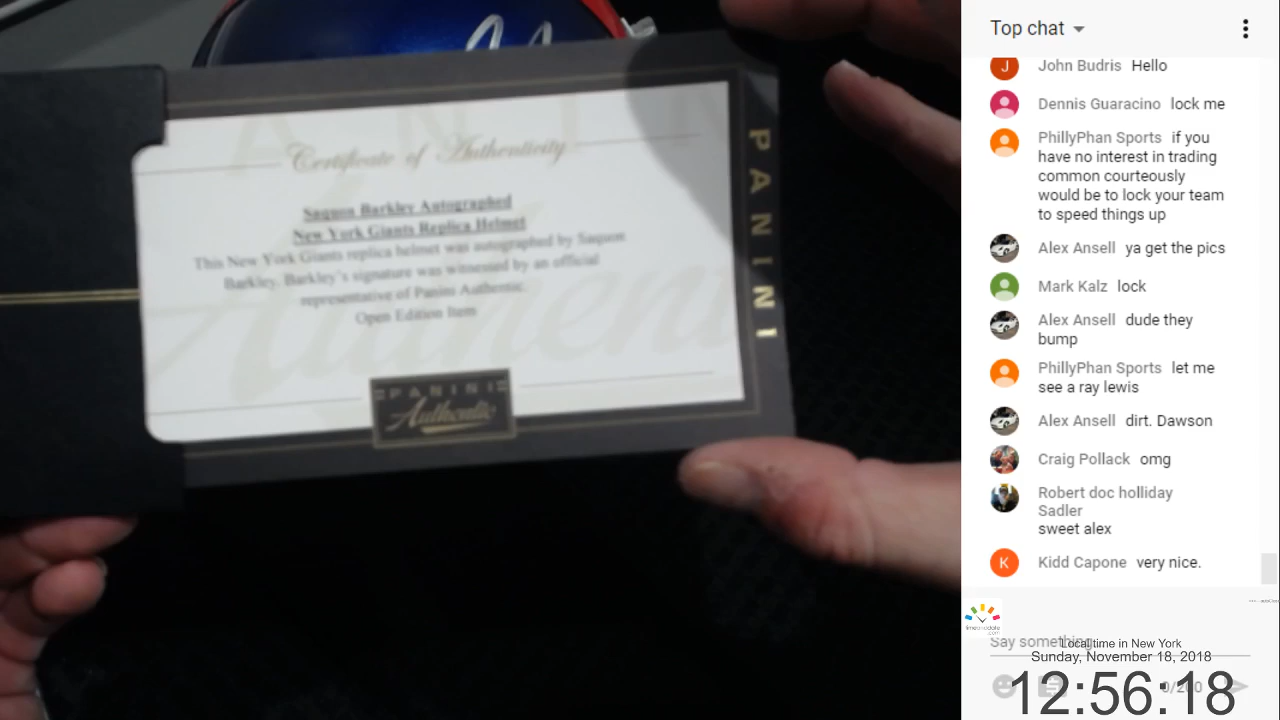 Certificate of Authenticity
Saquon Barkley Autographed
New York Giants Replica Helmet
This New York Giants replica helmet was autographed by Saquon
Barkley. Barkley's signature was witnessed by an official
representative of Panini Authentic.
Open Edition Item
PANINI
Authentic
PANINI
Top chat
J
John Budris Hello
Dennis Guaracino lock me
PhillyPhan Sports if you
have no interest in trading
common courteously
would be to lock your team
to speed things up
Alex Ansell ya get the pics
Mark Kalz lock
Alex Ansell dude they
bump
PhillyPhan Sports let me
see a ray lewis
Alex Ansell dirt. Dawson
Craig Pollack omg
Robert doc holliday
Sadler
sweet alex
K
Kidd Capone very nice.
timeanddate
.com
Say something
Local time in New York
Sunday, November 18, 2018
0/200
12:56:18